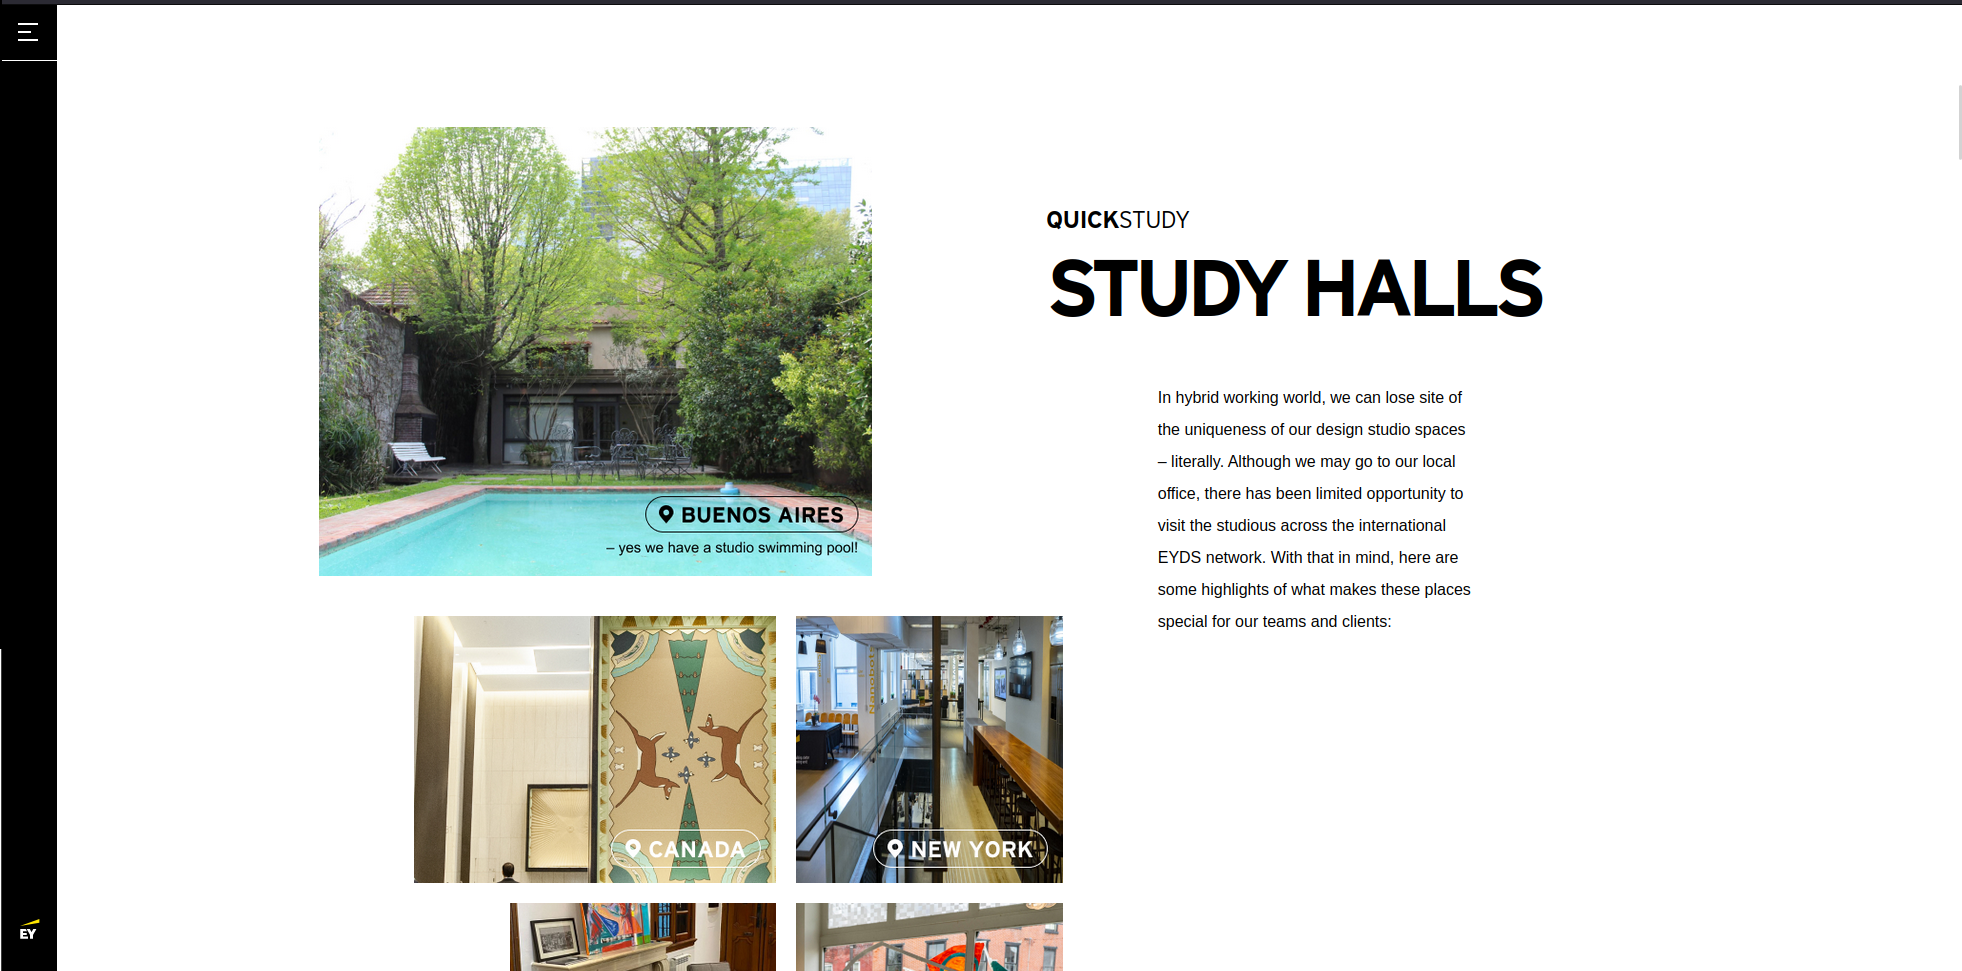 QUICKSTUDY
STUDY HALLS
In hybrid working world, we can lose site of
the uniqueness of our design studio spaces
– literally. Although we may go to our local
office, there has been limited opportunity to
visit the studious across the international
EYDS network. With that in mind, here are
some highlights of what makes these places
special for our teams and clients:
BUENOS AIRES
– yes we have a studio swimming pool!
CANADA
NEW YORK
EY